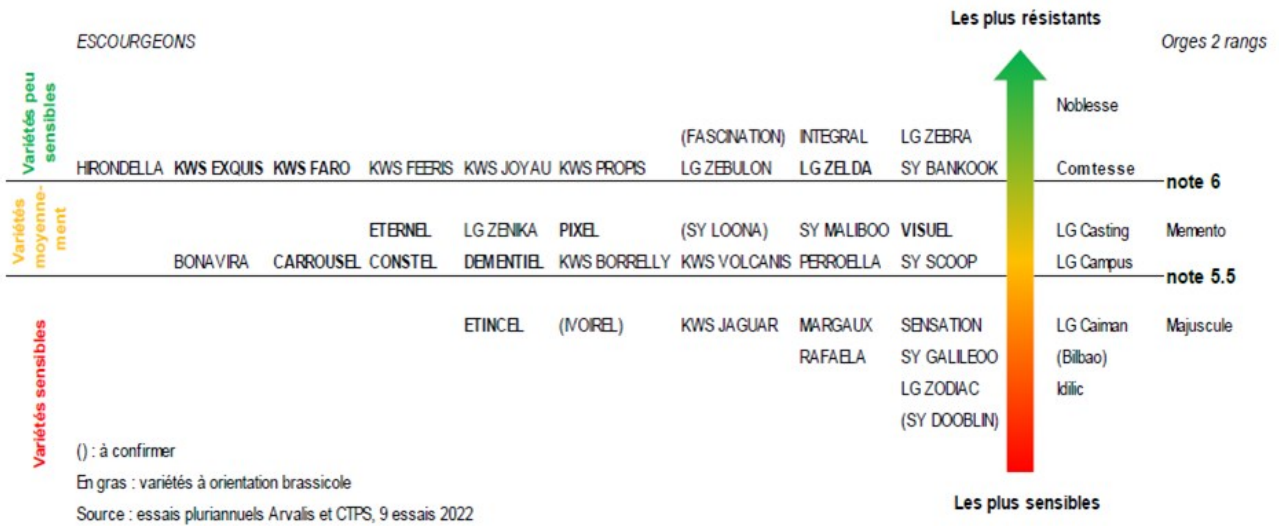 Les plus résistants
ESCOURGEONS
Orges 2 rangs
Variétés peu
sensibles
Noblesse
(FASCINATION) INTEGRAL LG ZEBRA
HIRONDELLA KWS EXQUIS KWS FARO KWS FEERIS KWS JOYAU KWS PROPIS LG ZEBULON LG ZELDA SY BANKOOK Comtesse
note 6
Variétés
moyenne-
ment
ETERNEL LG ZENIKA PIXEL (SY LOONA) SY MALIBOO VISUEL LG Casting Memento
BONAVIRA CARROUSEL CONSTEL DEMENTIEL KWS BORRELLY KWS VOLCANIS PERROELLA SY SCOOP LG Campus
note 5.5
Variétés sensibles
ETINCEL (IVOIREL) KWS JAGUAR MARGAUX SENSATION LG Caiman Majuscule
RAFAELA SY GALILEOO (Bilbao)
LG ZODIAC Idilic
(SY DOOBLIN)
() : à confirmer
En gras : variétés à orientation brassicole
Les plus sensibles
Source : essais pluriannuels Arvalis et CTPS, 9 essais 2022